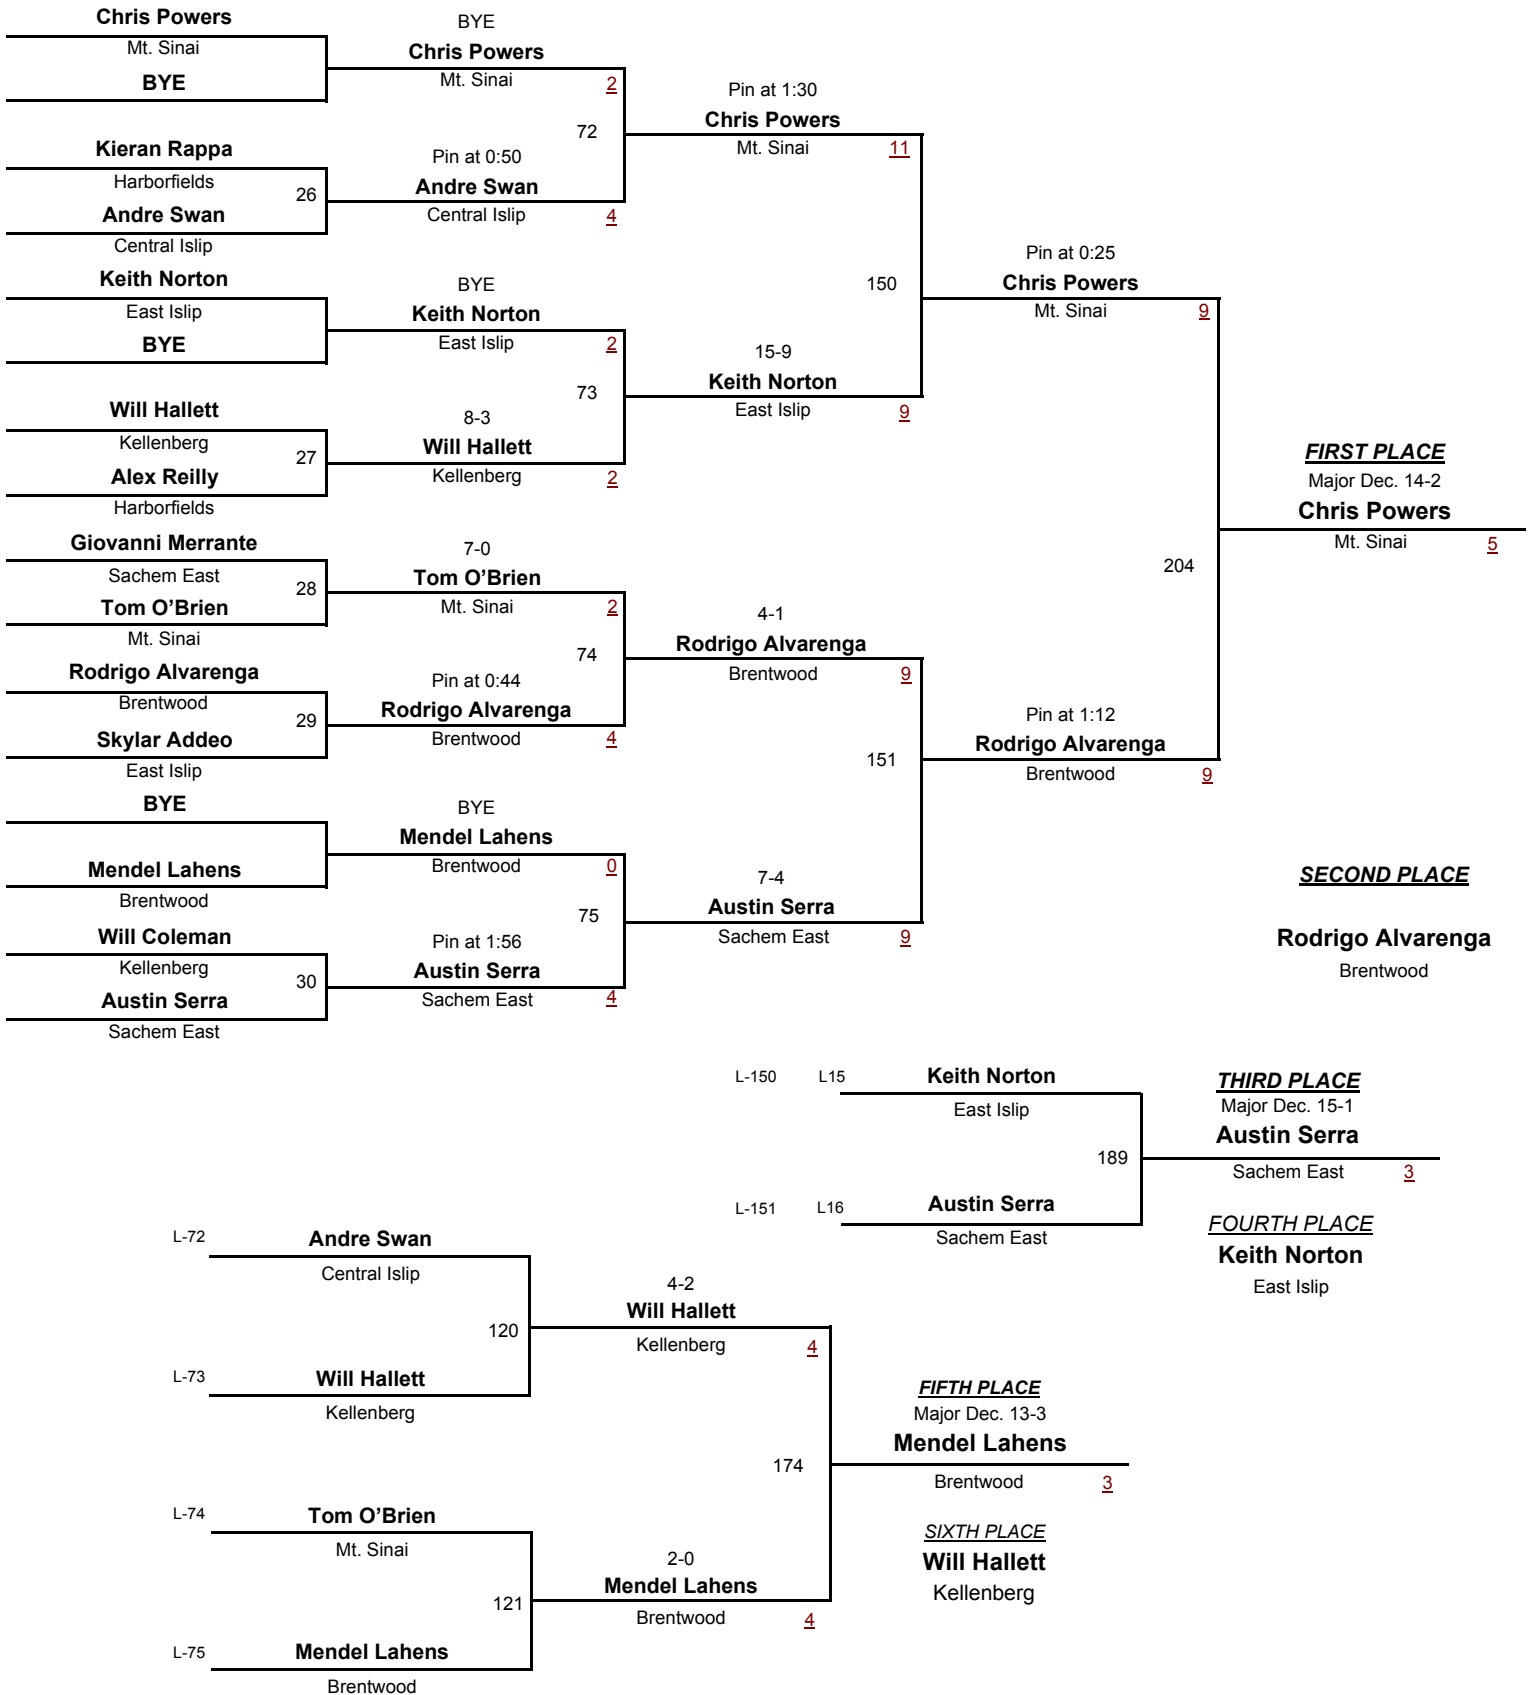 Chris Powers
Mt. Sinai
BYE
Kieran Rappa
Harborfields
26
Andre Swan
Central Islip
Keith Norton
East Islip
BYE
Will Hallett
Kellenberg
27
Alex Reilly
Harborfields
Giovanni Merrante
Sachem East
28
Tom O’Brien
Mt. Sinai
Rodrigo Alvarenga
Brentwood
29
Skylar Addeo
East Islip
BYE
Mendel Lahens
Brentwood
Will Coleman
Kellenberg
30
Austin Serra
Sachem East
BYE
Chris Powers
Mt. Sinai 2
72
Pin at 0:50
Andre Swan
Central Islip 4
BYE
Keith Norton
East Islip 2
73
8-3
Will Hallett
Kellenberg 2
7-0
Tom O’Brien
Mt. Sinai 2
74
Pin at 0:44
Rodrigo Alvarenga
Brentwood 4
BYE
Mendel Lahens
Brentwood 0
75
Pin at 1:56
Austin Serra
Sachem East 4
Pin at 1:30
Chris Powers
Mt. Sinai 11
150
15-9
Keith Norton
East Islip 9
4-1
Rodrigo Alvarenga
Brentwood 9
151
7-4
Austin Serra
Sachem East 9
Pin at 0:25
Chris Powers
Mt. Sinai 9
204
Pin at 1:12
Rodrigo Alvarenga
Brentwood 9
FIRST PLACE
Major Dec. 14-2
Chris Powers
Mt. Sinai 5
SECOND PLACE
Rodrigo Alvarenga
Brentwood
L-150 L15 Keith Norton
East Islip
189
L-151 L16 Austin Serra
Sachem East
THIRD PLACE
Major Dec. 15-1
Austin Serra
Sachem East 3
FOURTH PLACE
Keith Norton
East Islip
L-72 Andre Swan
Central Islip
120
L-73 Will Hallett
Kellenberg
L-74 Tom O’Brien
Mt. Sinai
121
L-75 Mendel Lahens
Brentwood
4-2
Will Hallett
Kellenberg 4
174
2-0
Mendel Lahens
Brentwood 4
FIFTH PLACE
Major Dec. 13-3
Mendel Lahens
Brentwood 3
SIXTH PLACE
Will Hallett
Kellenberg